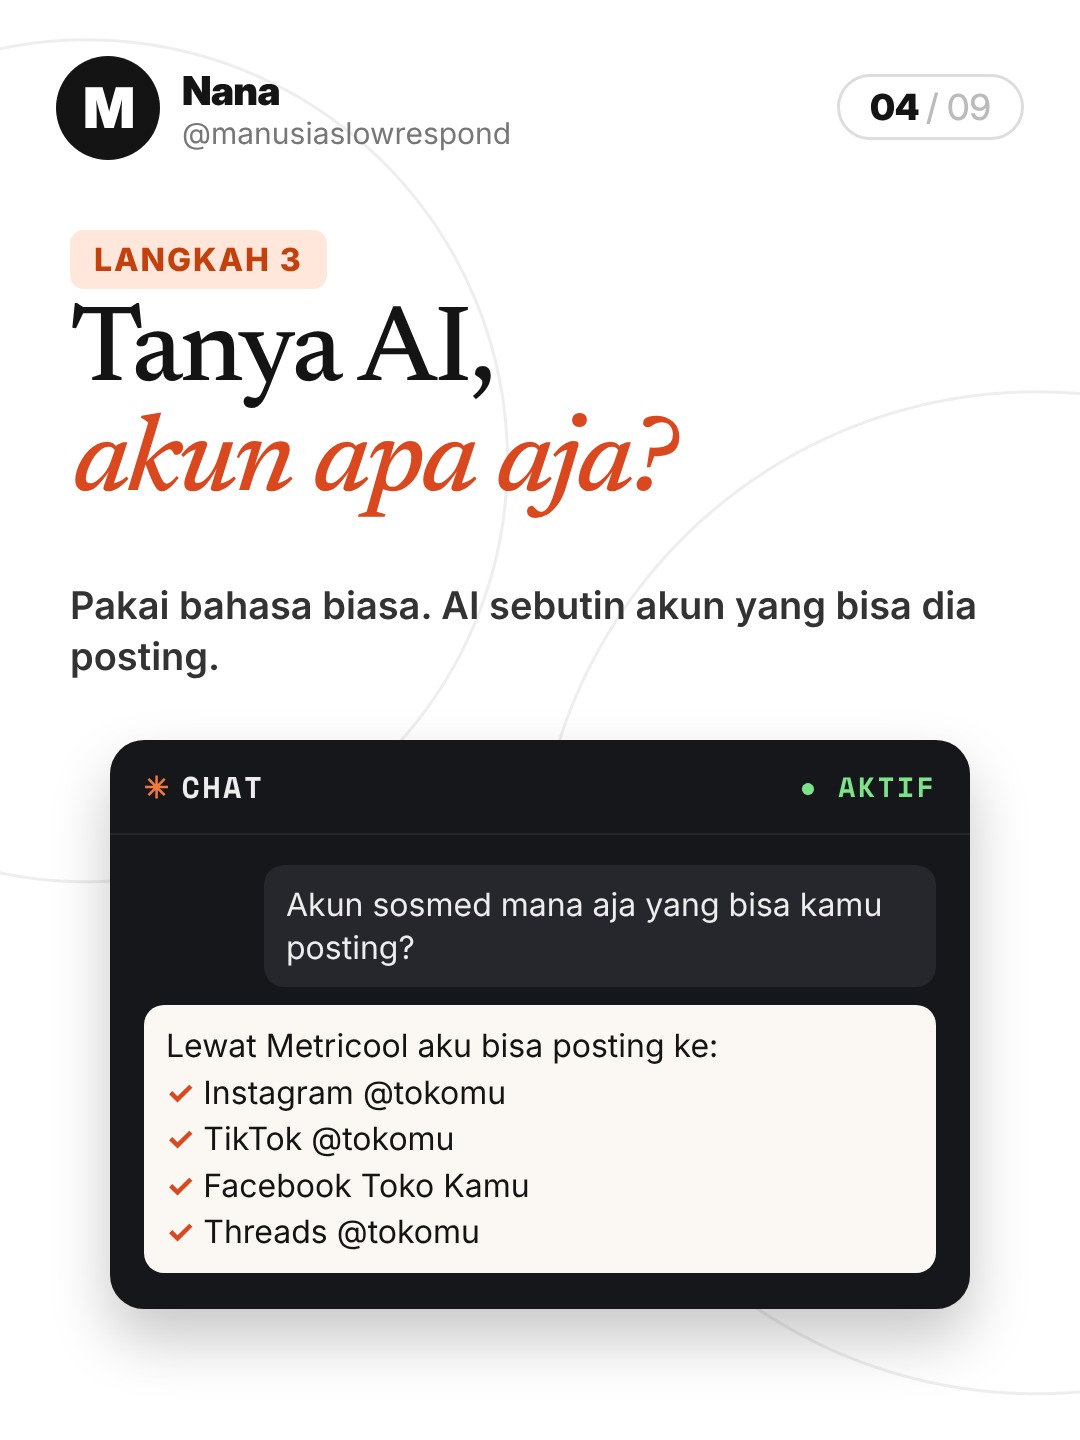 M
Nana
@manusiaslowrespond
04 / 09
LANGKAH 3
Tanya AI,
akun apa aja?
Pakai bahasa biasa. AI sebutin akun yang bisa dia
posting.
CHAT
AKTIF
Akun sosmed mana aja yang bisa kamu
posting?
Lewat Metricool aku bisa posting ke:
✓ Instagram @tokomu
✓ TikTok @tokomu
✓ Facebook Toko Kamu
✓ Threads @tokomu